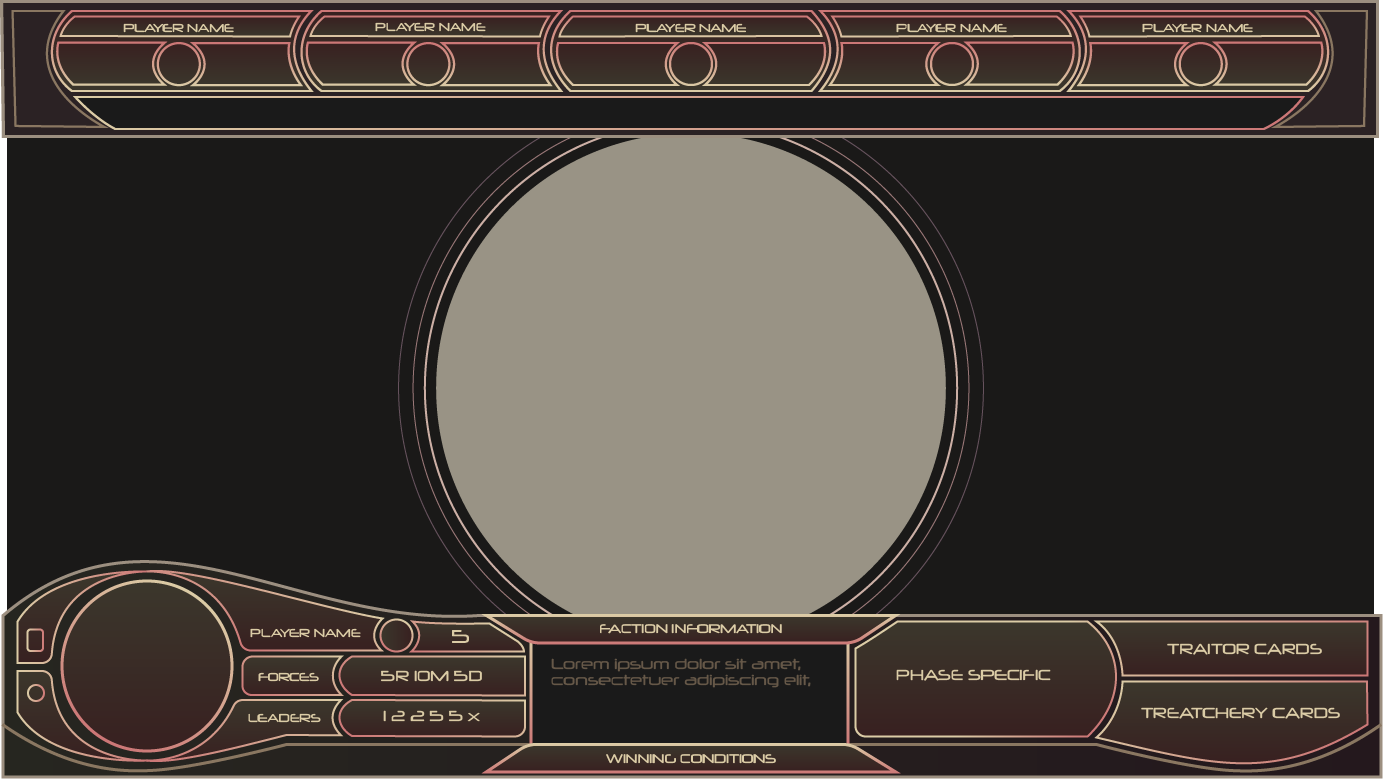 PLAYER NAME
PLAYER NAME
PLAYER NAME
PLAYER NAME
PLAYER NAME
PLAYER NAME
5
FORCES
5R 10M 5D
LEADERS
1 2 2 5 5 X
FACTION INFORMATION
Lorem ipsum dolor sit amet,
consectetuer adipiscing elit,
WINNING CONDITIONS
PHASE SPECIFIC
TRAITOR CARDS
TREATCHERY CARDS